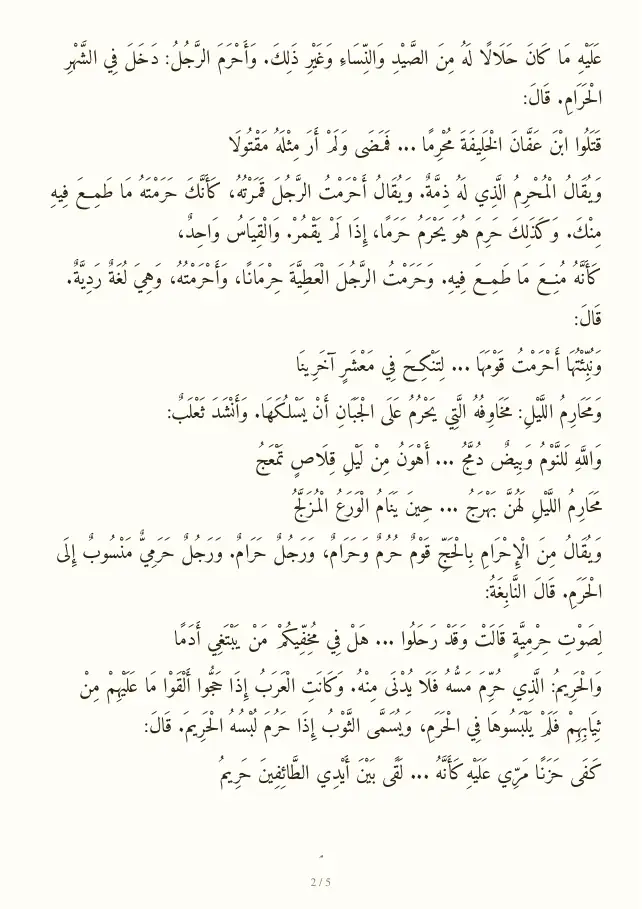 عَلَيْهِ مَا كَانَ حَلَالًا لَهُ مِنَ الصَّيْدِ وَالنِّسَاءِ وَغَيْرِ ذَلِكَ. وَأَحْرَمَ الرَّجُلُ: دَخَلَ فِي الشَّهْرِ
الْحَرَامِ. قَالَ:
قَتَلُوا ابْنَ عَفَّانَ الْخَلِيفَةَ مُحْرِمًا ... فَمَضَى وَلَمْ أَرَ مِثْلَهُ مَقْتُولَا
وَيُقَالُ الْمُحْرِمُ الَّذِي لَهُ ذِمَّةٌ. وَيُقَالُ أَحْرَمْتُ الرَّجُلَ قَمَرْتُهُ، كَأَنَّكَ حَرَمْتَهُ مَا طَمِعَ فِيهِ
مِنْكَ. وَكَذَلِكَ حَرِمَ هُوَ يَحْرَمُ حَرَمًا، إِذَا لَمْ يَقْمُرْ. وَالْقِيَاسُ وَاحِدٌ،
كَأَنَّهُ مُنِعَ مَا طَمِعَ فِيهِ. وَحَرَمْتُ الرَّجُلَ الْعَطِيَّةَ حِرْمَانًا، وَأَحْرَمْتُهُ، وَهِيَ لُغَةٌ رَدِيَّةٌ.
قَالَ:
وَنُبِّئْتُهَا أَحْرَمْتُ قَوْمَهَا ... لِتَنْكِحَ فِي مَعْشَرٍ آخَرِينَا
وَمَحَارِمُ اللَّيْلِ: مَخَاوِفُهُ الَّتِي يَحْرُمُ عَلَى الْجَبَانِ أَنْ يَسْلُكَهَا. وَأَنْشَدَ ثَعْلَبٌ:
وَاللَّهِ لَلنَّوْمُ وَبِيضٌ دُمَّجُ ... أَهْوَنُ مِنْ لَيْلِ قِلَاصٍ تَمْعَجُ
مَحَارِمُ اللَّيْلِ لَهُنَّ بَهْرَجُ ... حِينَ يَنَامُ الْوَرَعُ الْمُزَلَّجُ
وَيُقَالُ مِنَ الْإِحْرَامِ بِالْحَجِّ قَوْمٌ حُرُمٌ وَحَرَامٌ، وَرَجُلٌ حَرَامٌ. وَرَجُلٌ حَرَمِيٌّ مَنْسُوبٌ إِلَى
الْحَرَمِ. قَالَ النَّابِغَةُ:
لِصَوْتِ حِرْمِيَّةٍ قَالَتْ وَقَدْ رَحَلُوا ... هَلْ فِي مُخِفِّيكُمْ مَنْ يَبْتَغِي أَدَمَا
وَالْحَرِيمُ: الَّذِي حُرِّمَ مَسُّهُ فَلَا يُدْنَى مِنْهُ. وَكَانَتِ الْعَرَبُ إِذَا حَجُّوا أَلْقَوْا مَا عَلَيْهِمْ مِنْ
ثِيَابِهِمْ فَلَمْ يَلْبَسُوهَا فِي الْحَرَمِ، وَيُسَمَّى الثَّوْبُ إِذَا حَرُمَ لُبْسُهُ الْحَرِيمَ. قَالَ:
كَفَى حَزَنًا مَرِّي عَلَيْهِ كَأَنَّهُ ... لَقًى بَيْنَ أَيْدِي الطَّائِفِينَ حَرِيمُ
2 / 5